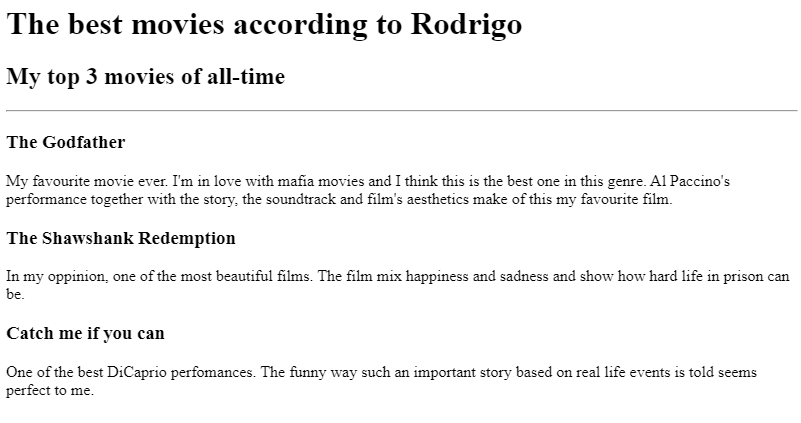 The best movies according to Rodrigo
My top 3 movies of all-time
The Godfather
My favourite movie ever. I'm in love with mafia movies and I think this is the best one in this genre. Al Paccino's
performance together with the story, the soundtrack and film's aesthetics make of this my favourite film.
The Shawshank Redemption
In my oppinion, one of the most beautiful films. The film mix happiness and sadness and show how hard life in prison can
be.
Catch me if you can
One of the best DiCaprio perfomances. The funny way such an important story based on real life events is told seems
perfect to me.